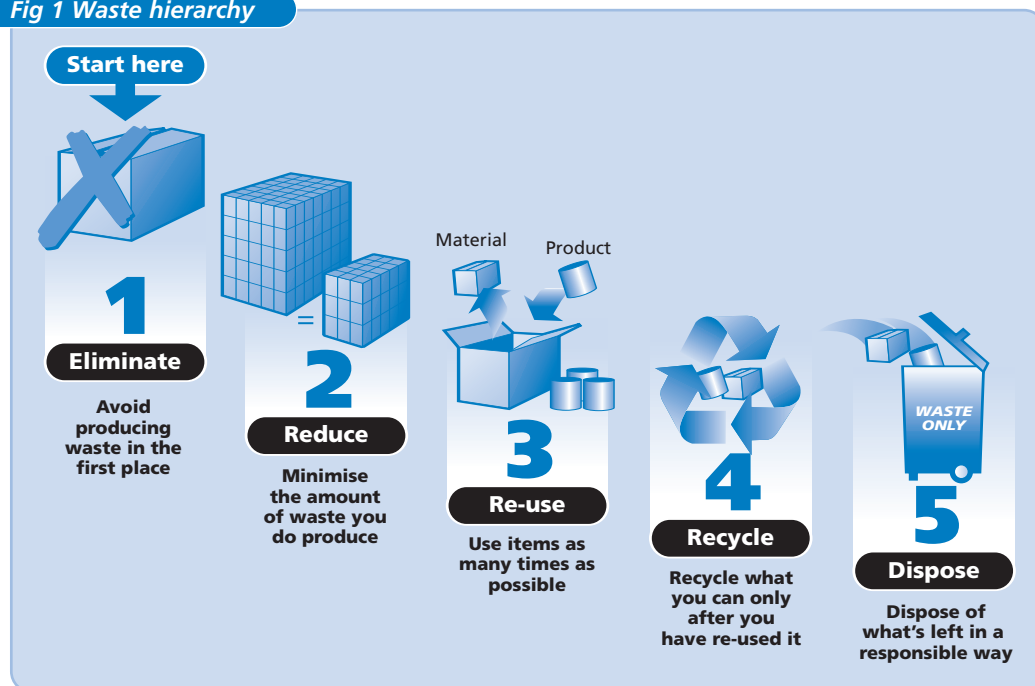 Fig 1 Waste hierarchy
Start here
1
Eliminate
Avoid
producing
waste in the
first place
=
2
Reduce
Minimise
the amount
of waste you
do produce
Material
Product
3
Re-use
Use items as
many times as
possible
4
Recycle
Recycle what
you can only
after you
have re-used it
WASTE
ONLY
5
Dispose
Dispose of
what's left in a
responsible way